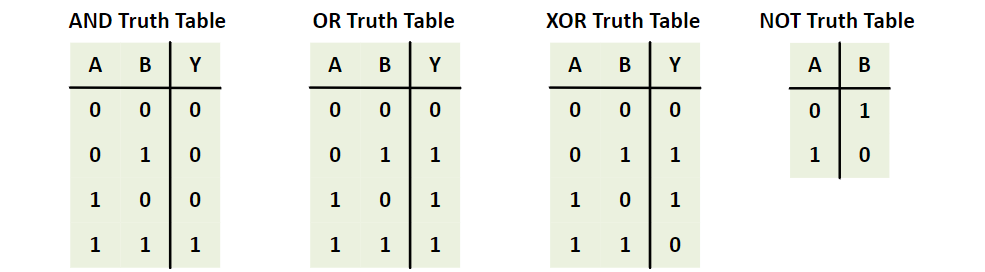 AND Truth Table
A B Y
0 0 0
0 1 0
1 0 0
1 1 1
OR Truth Table
A B Y
0 0 0
0 1 1
1 0 1
1 1 1
XOR Truth Table
A B Y
0 0 0
0 1 1
1 0 1
1 1 0
NOT Truth Table
A B
0 1
1 0